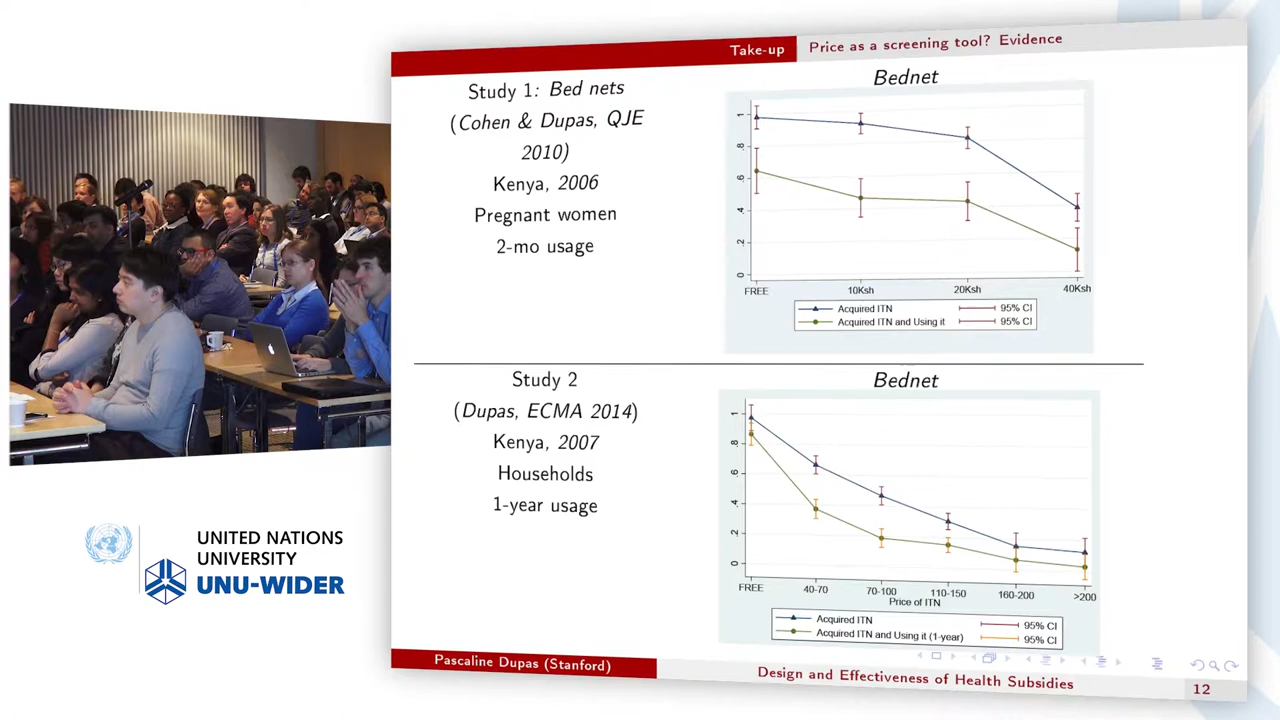 Take-up
Price as a screening tool? Evidence
Study 1: Bed nets
(Cohen & Dupas, QJE
2010)
Kenya, 2006
Pregnant women
2-mo usage
Bednet
1
.8
.6
.4
.2
0
FREE
10Ksh
20Ksh
40Ksh
Acquired ITN
95% CI
Acquired ITN and Using it
95% CI
Study 2
(Dupas, ECMA 2014)
Kenya, 2007
Households
1-year usage
Bednet
1
.8
.6
.4
.2
0
FREE
40-70
70-100
110-150
160-200
>200
Price of ITN
Acquired ITN
95% CI
Acquired ITN and Using it (1-year)
95% CI
UNITED NATIONS
UNIVERSITY
UNU-WIDER
Pascaline Dupas (Stanford)
Design and Effectiveness of Health Subsidies
12